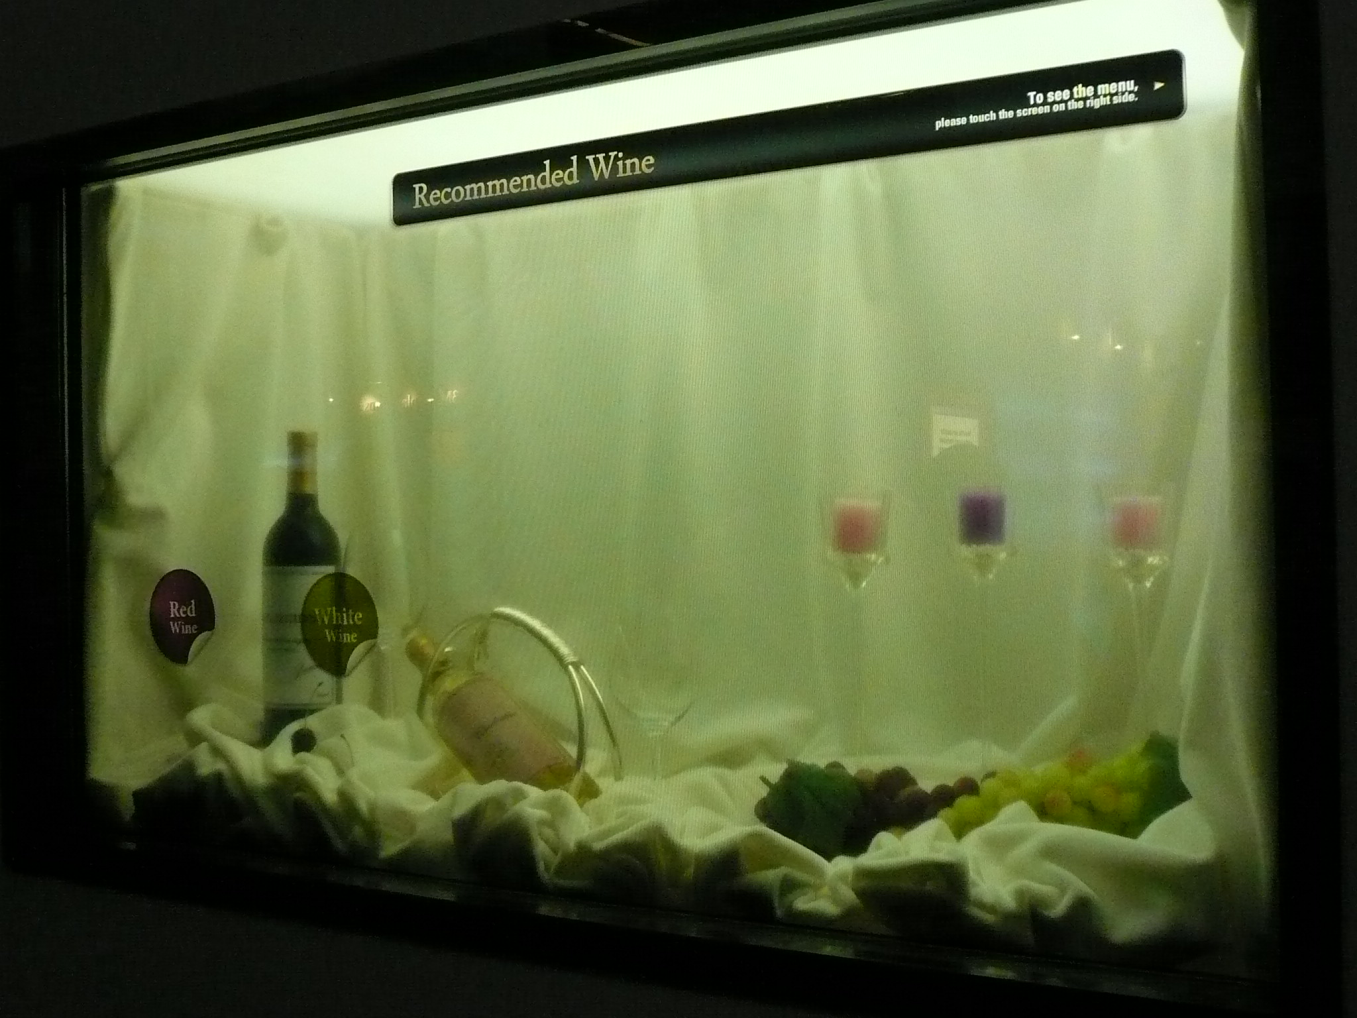 To see the menu,
please touch the screen on the right side.
Recommended Wine
Red
Wine
White
Wine